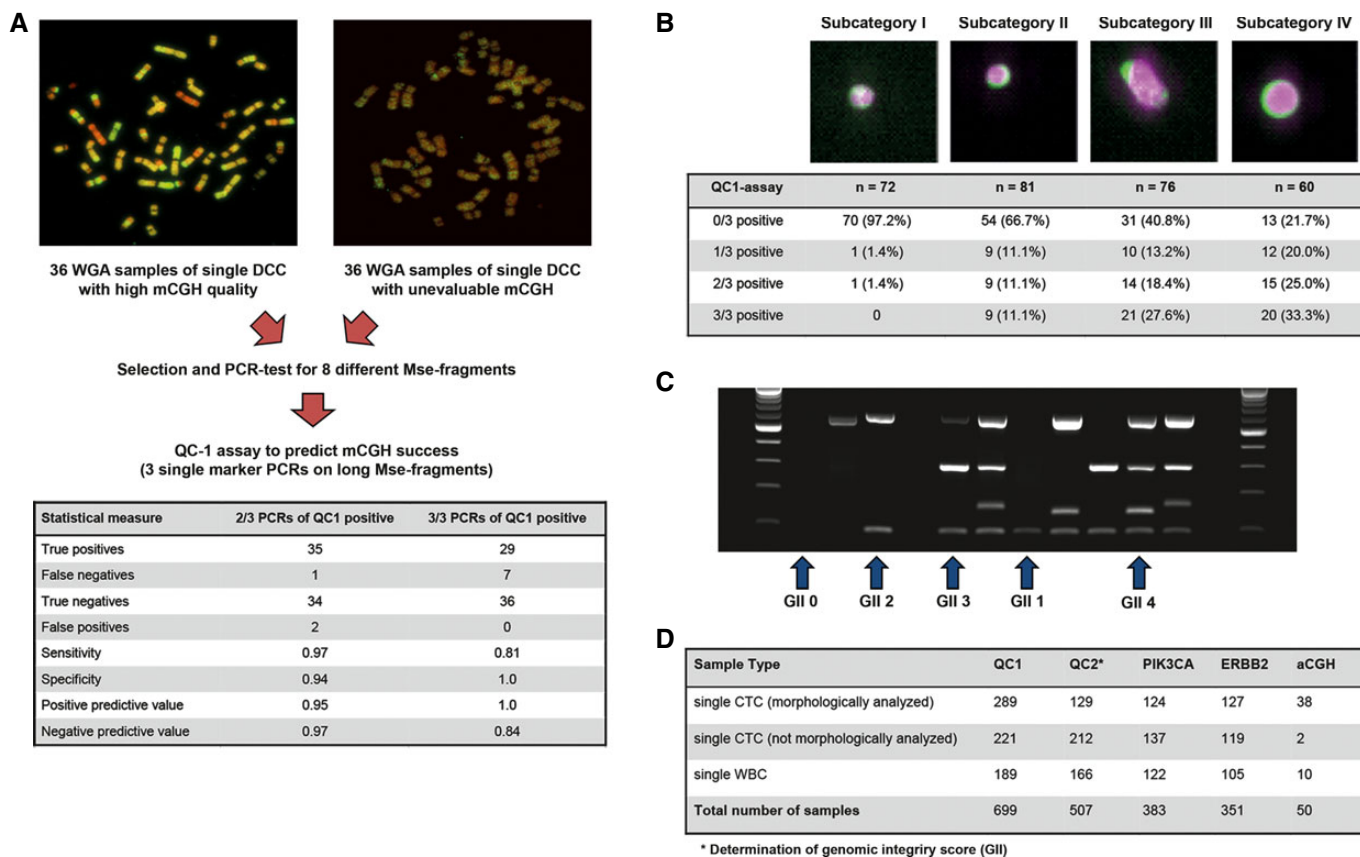 A
36 WGA samples of single DCC
with high mCGH quality
36 WGA samples of single DCC
with unevaluable mCGH
Selection and PCR-test for 8 different Mse-fragments
QC-1 assay to predict mCGH success
(3 single marker PCRs on long Mse-fragments)
Statistical measure 2/3 PCRs of QC1 positive 3/3 PCRs of QC1 positive
True positives 35 29
False negatives 1 7
True negatives 34 36
False positives 2 0
Sensitivity 0.97 0.81
Specificity 0.94 1.0
Positive predictive value 0.95 1.0
Negative predictive value 0.97 0.84
B
Subcategory I Subcategory II Subcategory III Subcategory IV
QC1-assay n = 72 n = 81 n = 76 n = 60
0/3 positive 70 (97.2%) 54 (66.7%) 31 (40.8%) 13 (21.7%)
1/3 positive 1 (1.4%) 9 (11.1%) 10 (13.2%) 12 (20.0%)
2/3 positive 1 (1.4%) 9 (11.1%) 14 (18.4%) 15 (25.0%)
3/3 positive 0 9 (11.1%) 21 (27.6%) 20 (33.3%)
C
GII 0 GII 2 GII 3 GII 1 GII 4
D
Sample Type QC1 QC2* PIK3CA ERBB2 aCGH
single CTC (morphologically analyzed) 289 129 124 127 38
single CTC (not morphologically analyzed) 221 212 137 119 2
single WBC 189 166 122 105 10
Total number of samples 699 507 383 351 50
* Determination of genomic integriry score (GII)